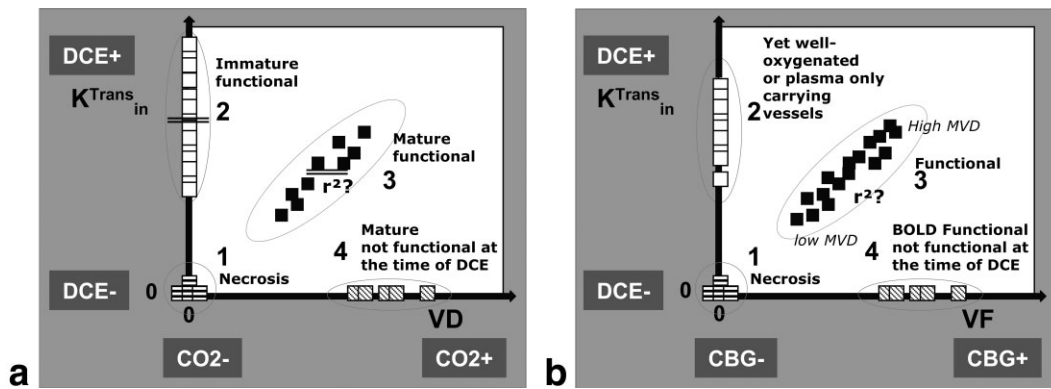 DCE+
K^Trans in
Immature
functional
2
Mature
functional
3
r²?
4
Mature
not functional at
the time of DCE
1
Necrosis
DCE-
0
0
VD
CO2-
CO2+
a
DCE+
K^Trans in
Yet well-
oxygenated
or plasma only
carrying
vessels
2
High MVD
Functional
3
r²?
low MVD
4
BOLD Functional
not functional at
the time of DCE
1
Necrosis
DCE-
0
0
VF
CBG-
CBG+
b